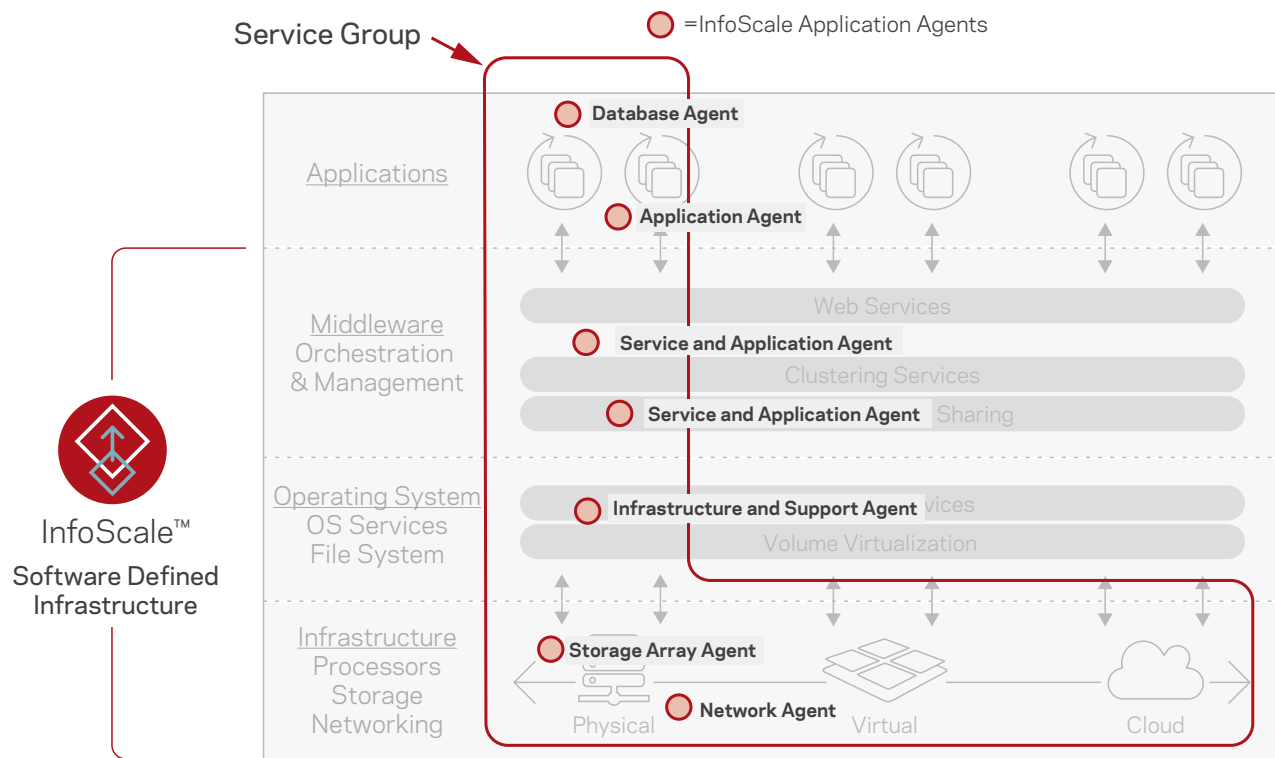 Service Group
=InfoScale Application Agents
Database Agent
Applications
Application Agent
Web Services
Middleware
Orchestration
& Management
Service and Application Agent
Clustering Services
Service and Application Agent
Sharing
Operating System
OS Services
File System
Infrastructure and Support Agent
Volume Virtualization
InfoScale™
Software Defined
Infrastructure
Infrastructure
Processors
Storage
Networking
Storage Array Agent
Network Agent
Physical
Virtual
Cloud